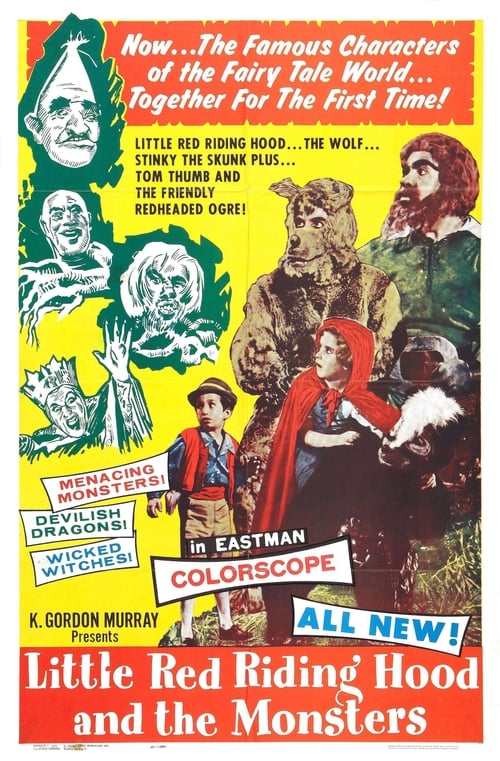 Now...The Famous Characters
of the Fairy Tale World...
Together For The First Time!
LITTLE RED RIDING HOOD...THE WOLF...
STINKY THE SKUNK PLUS...
TOM THUMB AND
THE FRIENDLY
REDHEADED OGRE!
MENACING
MONSTERS!
DEVILISH
DRAGONS!
WICKED
WITCHES!
in EASTMAN
COLORSCOPE
K. GORDON MURRAY
Presents
ALL NEW!
Little Red Riding Hood
and the Monsters